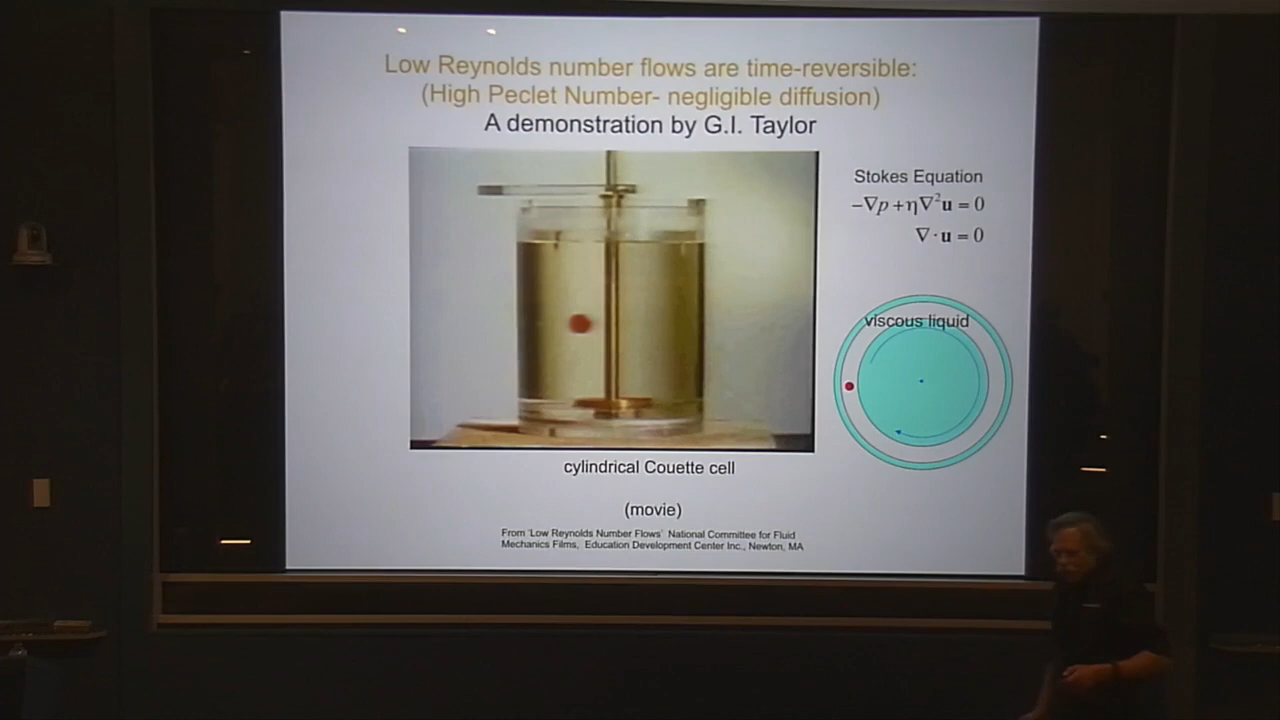 Low Reynolds number flows are time-reversible:
(High Peclet Number- negligible diffusion)
A demonstration by G.I. Taylor
Stokes Equation
−∇p +η∇²u = 0
∇·u = 0
viscous liquid
cylindrical Couette cell
(movie)
From 'Low Reynolds Number Flows' National Committee for Fluid
Mechanics Films, Education Development Center Inc., Newton, MA